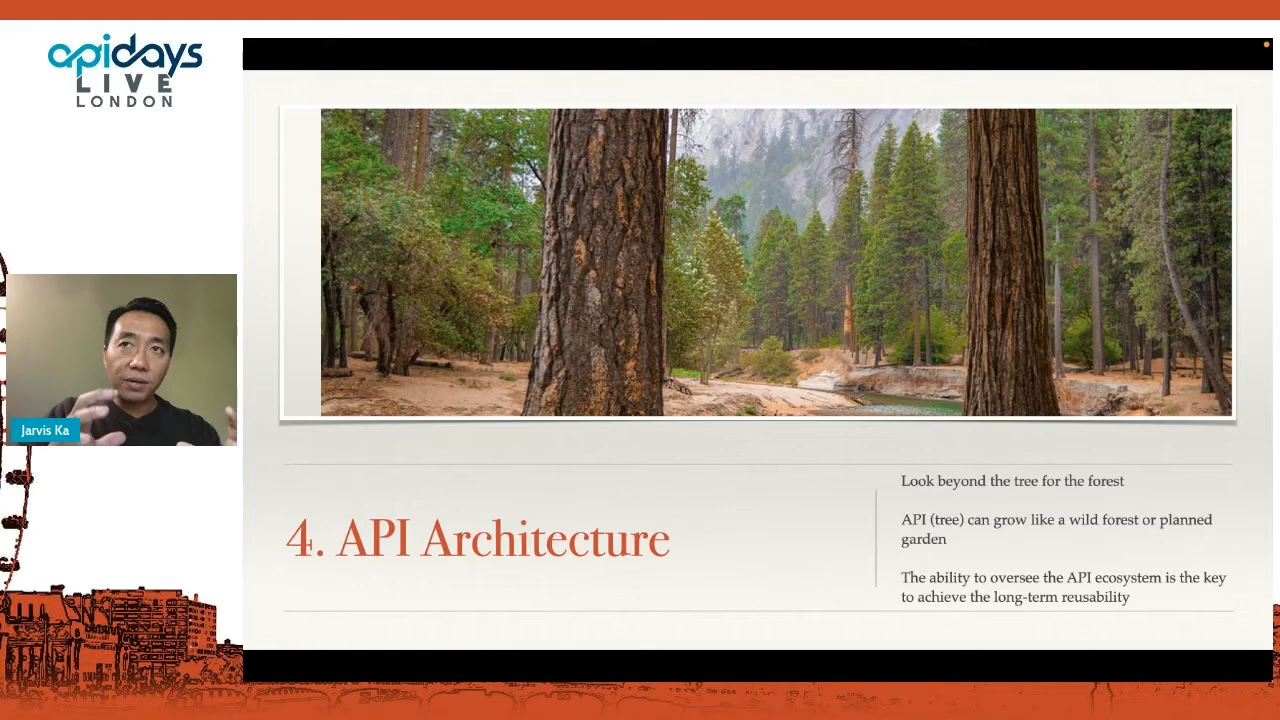 apidays
LIVE
LONDON
Jarvis Ka
4. API Architecture
Look beyond the tree for the forest
API (tree) can grow like a wild forest or planned
garden
The ability to oversee the API ecosystem is the key
to achieve the long-term reusability